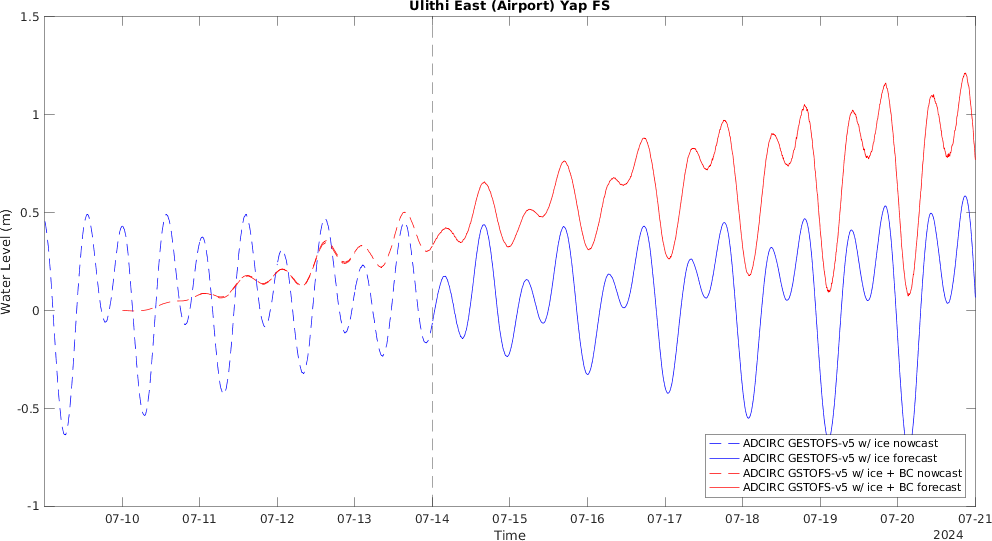 Ulithi East (Airport) Yap FS
1.5
1
0.5
0
-0.5
-1
Water Level (m)
07-10 07-11 07-12 07-13 07-14 07-15 07-16 07-17 07-18 07-19 07-20 07-21
Time
2024
ADCIRC GESTOFS-v5 w/ ice nowcast
ADCIRC GESTOFS-v5 w/ ice forecast
ADCIRC GSTOFS-v5 w/ ice + BC nowcast
ADCIRC GSTOFS-v5 w/ ice + BC forecast